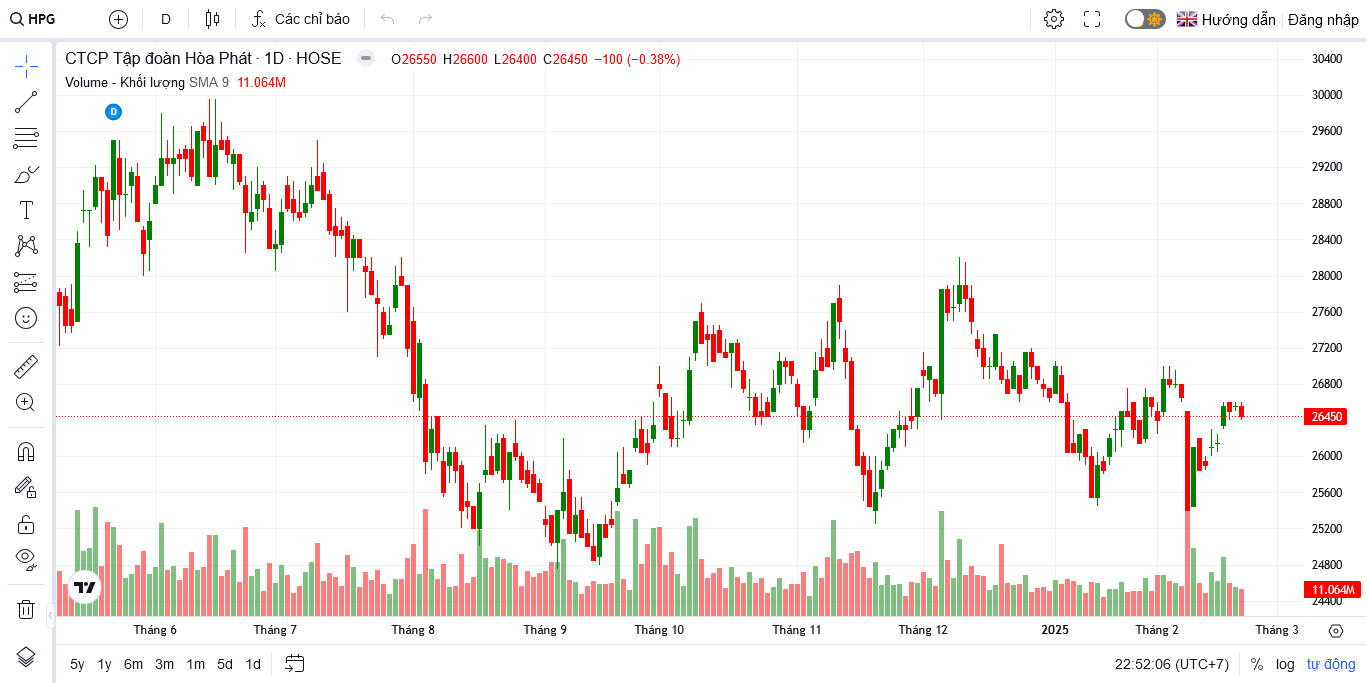 HPG D Các chỉ báo Hướng dẫn Đăng nhập
CTCP Tập đoàn Hòa Phát · 1D · HOSE O26550 H26600 L26400 C26450 −100 (−0.38%)
Volume - Khối lượng SMA 9 11.064M
D
30400
30000
29600
29200
28800
28400
28000
27600
27200
26800
26450
26000
25600
25200
24800
11.064M
24400
Tháng 6 Tháng 7 Tháng 8 Tháng 9 Tháng 10 Tháng 11 Tháng 12 2025 Tháng 2 Tháng 3
5y 1y 6m 3m 1m 5d 1d 22:52:06 (UTC+7) % log tự động